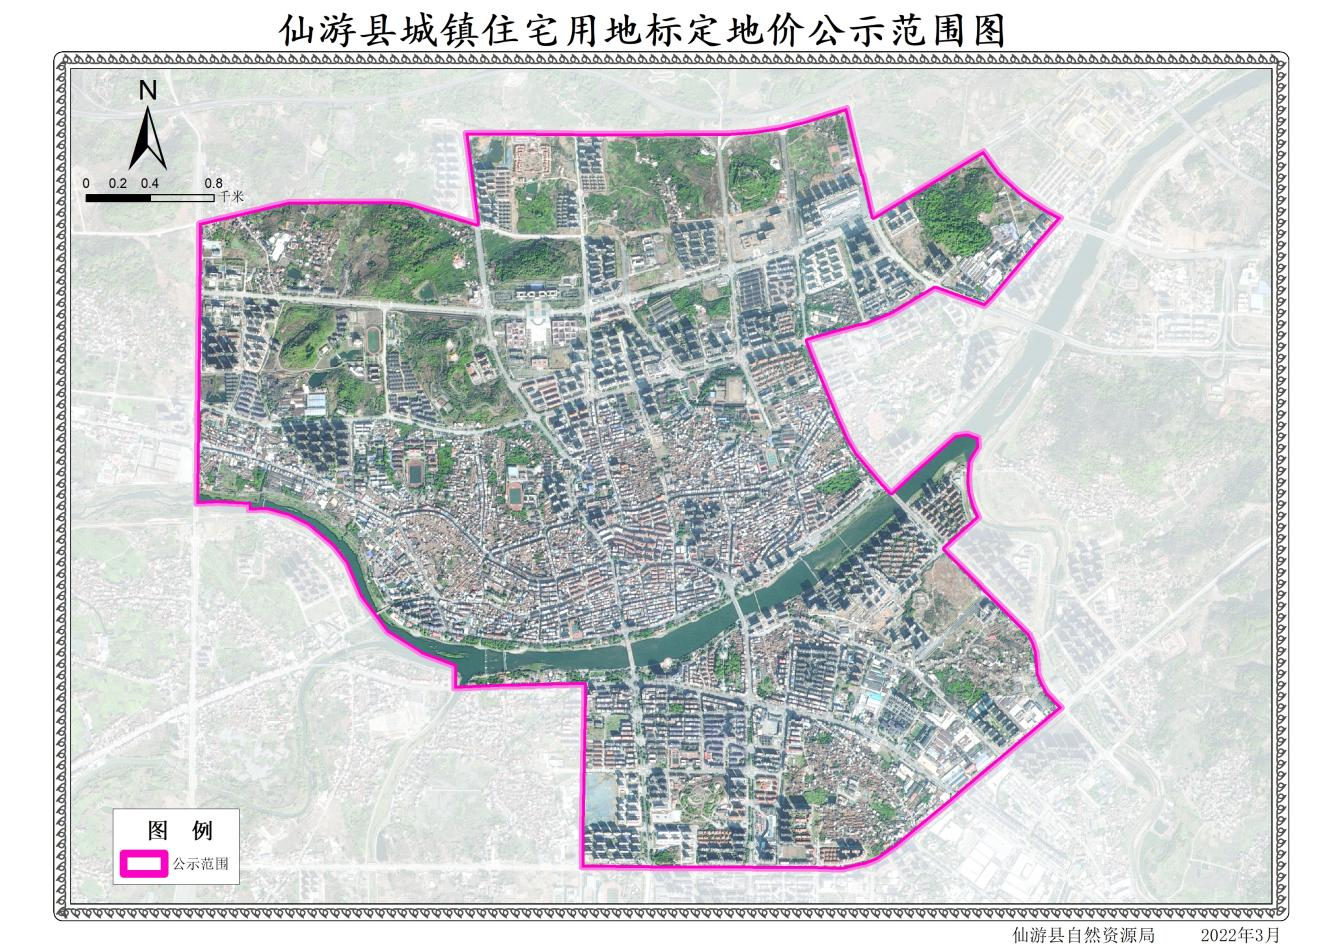 仙游县城镇住宅用地标定地价公示范围图
N
0 0.2 0.4 0.8
千米
图 例
公示范围
仙游县自然资源局 2022年3月